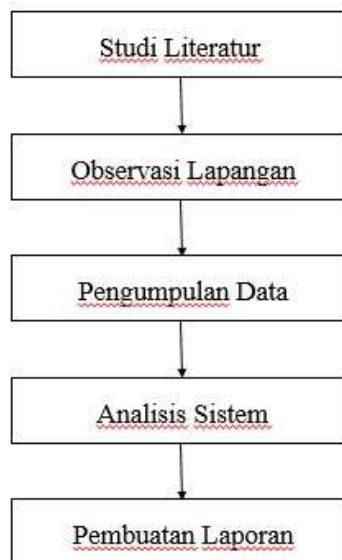 Studi Literatur
Observasi Lapangan
Pengumpulan Data
Analisis Sistem
Pembuatan Laporan